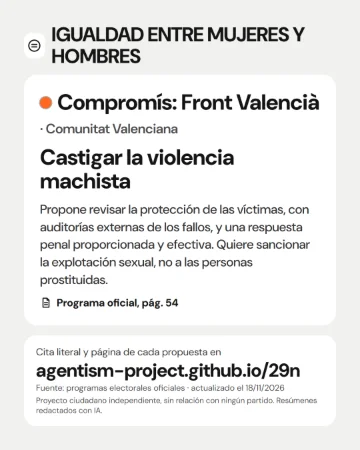 IGUALDAD ENTRE MUJERES Y
HOMBRES
Compromís: Front Valencià
· Comunitat Valenciana
Castigar la violencia
machista
Propone revisar la protección de las víctimas, con
auditorías externas de los fallos, y una respuesta
penal proporcionada y efectiva. Quiere sancionar
la explotación sexual, no a las personas
prostituidas.
Programa oficial, pág. 54
Cita literal y página de cada propuesta en
agentism-project.github.io/29n
Fuente: programas electorales oficiales · actualizado el 18/11/2026
Proyecto ciudadano independiente, sin relación con ningún partido. Resúmenes
redactados con IA.